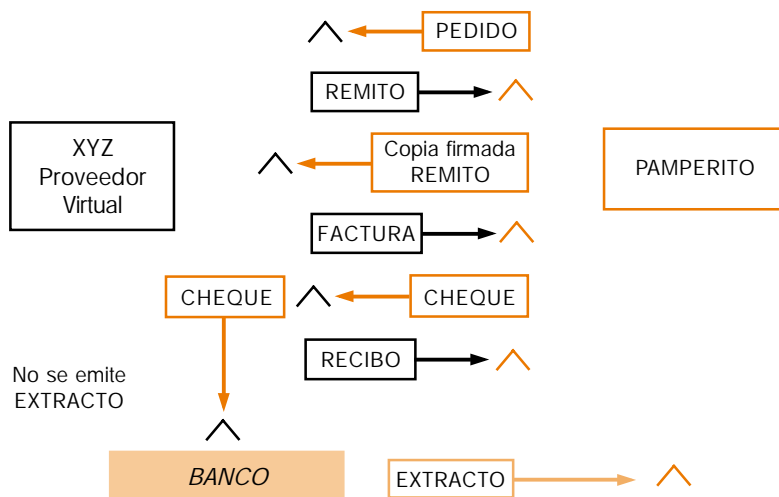 PEDIDO
REMITO
XYZ
Proveedor
Virtual
Copia firmada
REMITO
PAMPERITO
FACTURA
CHEQUE
CHEQUE
RECIBO
No se emite
EXTRACTO
BANCO
EXTRACTO